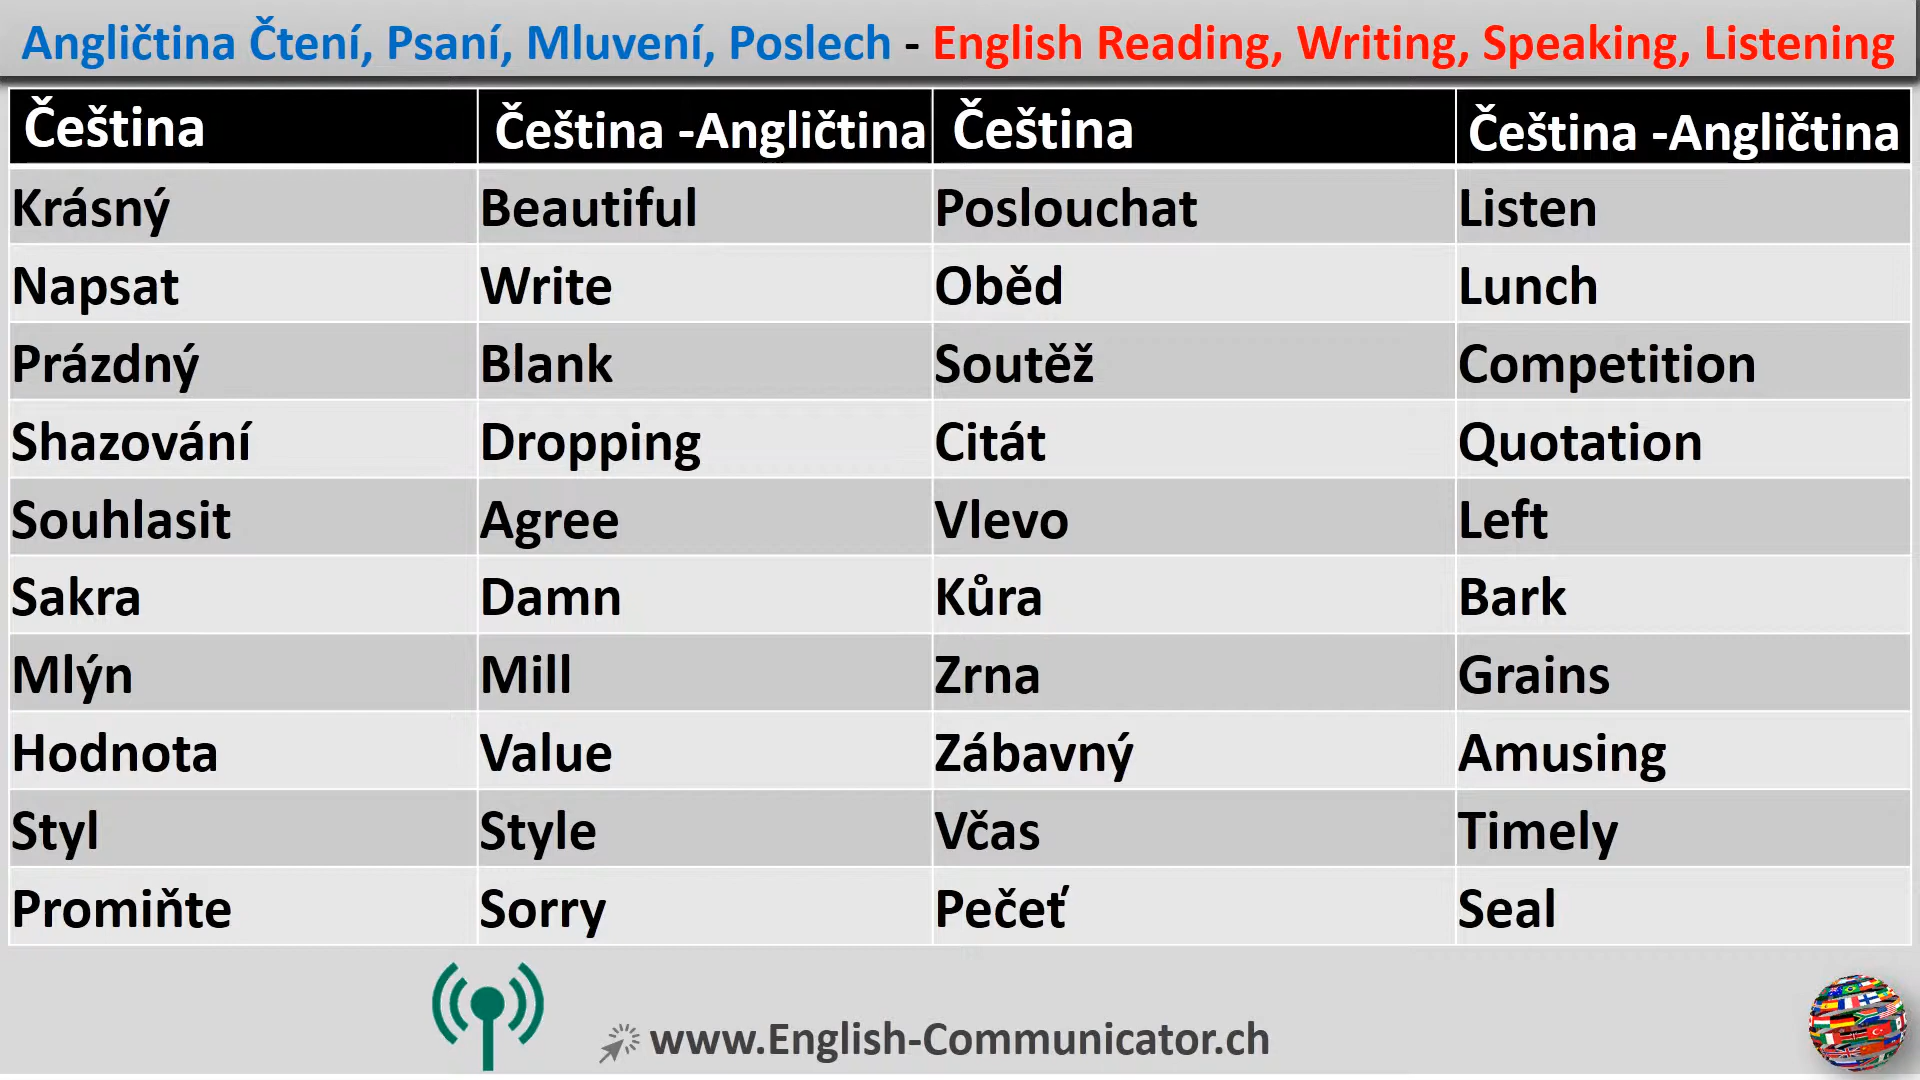 Angličtina Čtení, Psaní, Mluvení, Poslech - English Reading, Writing, Speaking, Listening
Čeština Čeština -Angličtina Čeština Čeština -Angličtina
Krásný Beautiful Poslouchat Listen
Napsat Write Oběd Lunch
Prázdný Blank Soutěž Competition
Shazování Dropping Citát Quotation
Souhlasit Agree Vlevo Left
Sakra Damn Kůra Bark
Mlýn Mill Zrna Grains
Hodnota Value Zábavný Amusing
Styl Style Včas Timely
Promiňte Sorry Pečeť Seal
www.English-Communicator.ch